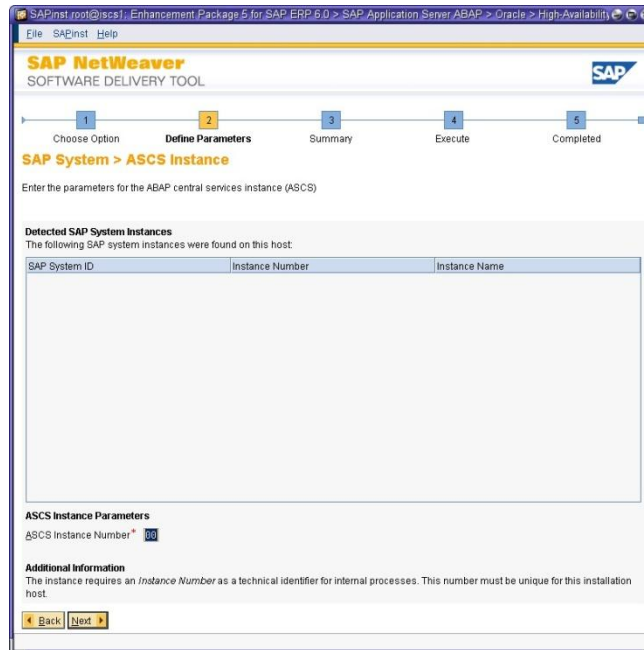 SAPinst root@iscs1: Enhancement Package 5 for SAP ERP 6.0 > SAP Application Server ABAP > Oracle > High-Availability
File SAPinst Help
SAP NetWeaver
SOFTWARE DELIVERY TOOL
SAP
1 2 3 4 5
Choose Option Define Parameters Summary Execute Completed
SAP System > ASCS Instance
Enter the parameters for the ABAP central services instance (ASCS)
Detected SAP System Instances
The following SAP system instances were found on this host:
SAP System ID Instance Number Instance Name
ASCS Instance Parameters
ASCS Instance Number* 00
Additional Information
The instance requires an Instance Number as a technical identifier for internal processes. This number must be unique for this installation
host.
Back Next